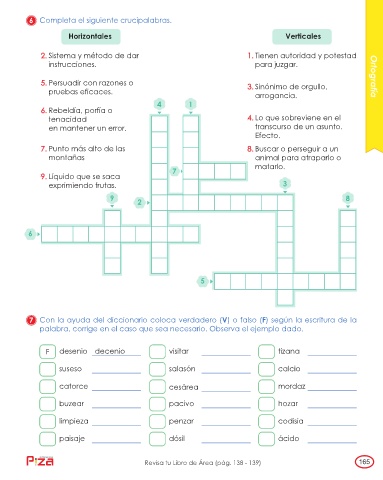 6 Completa el siguiente crucipalabras.
Horizontales
2. Sistema y método de dar
instrucciones.
5. Persuadir con razones o
pruebas eficaces.
6. Rebeldía, porfía o
tenacidad
en mantener un error.
7. Punto más alto de las
montañas
9. Líquido que se saca
exprimiendo frutas.
Verticales
1. Tienen autoridad y potestad
para juzgar.
3. Sinónimo de orgullo,
arrogancia.
4. Lo que sobreviene en el
transcurso de un asunto.
Efecto.
8. Buscar o perseguir a un
animal para atraparlo o
matarlo.
Ortografía
4 1
7
3
9 2 8
6
5
7 Con la ayuda del diccionario coloca verdadero (V) o falso (F) según la escritura de la
palabra, corrige en el caso que sea necesario. Observa el ejemplo dado.
F desenio decenio visitar tizana
suseso salasón calcio
catorce cesárea mordaz
buzear pacivo hozar
limpieza penzar codisia
paisaje dósil ácido
Pizza
Revisa tu Libro de Área (pág. 138 - 139)
165